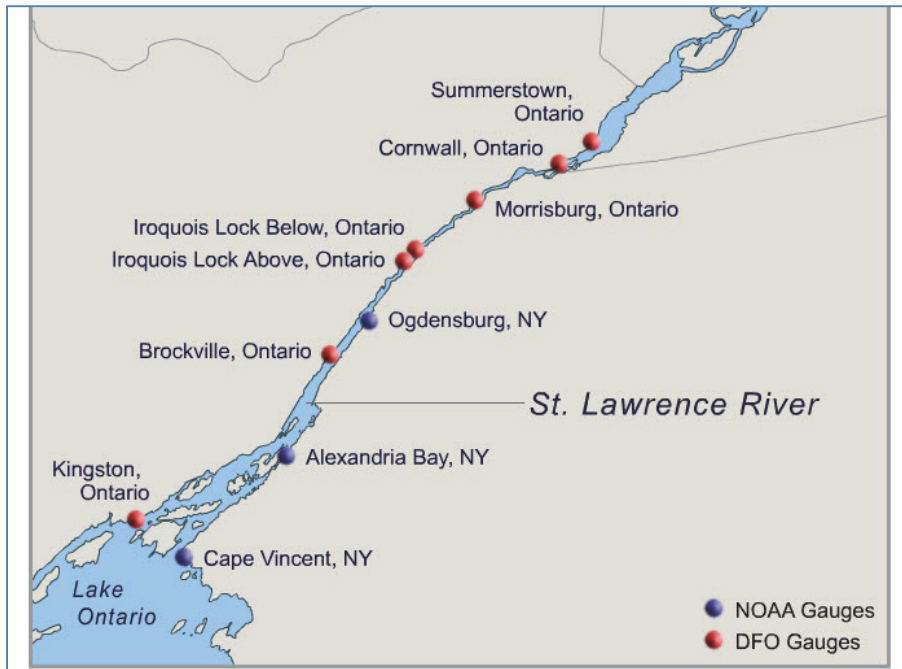 Summerstown,
Ontario
Cornwall, Ontario
Morrisburg, Ontario
Iroquois Lock Below, Ontario
Iroquois Lock Above, Ontario
Ogdensburg, NY
Brockville, Ontario
St. Lawrence River
Alexandria Bay, NY
Kingston,
Ontario
Cape Vincent, NY
Lake
Ontario
NOAA Gauges
DFO Gauges